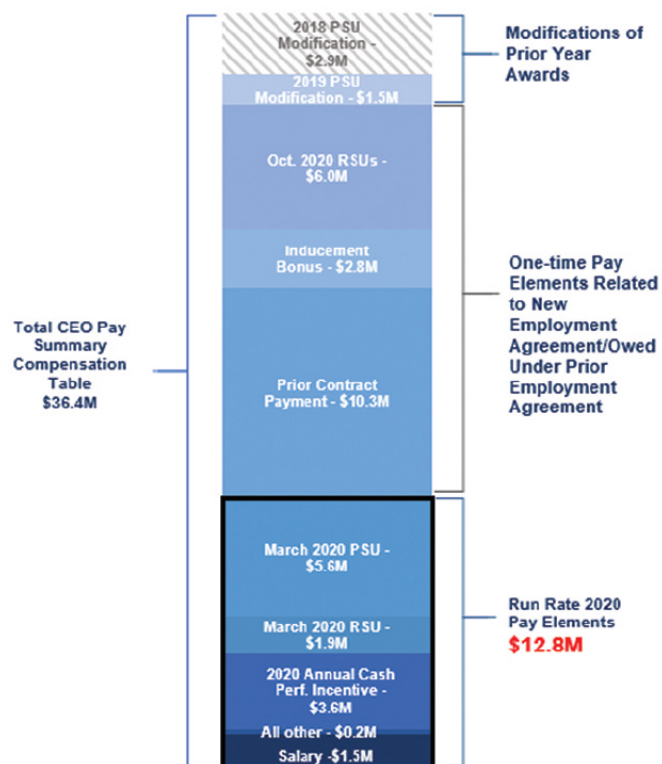 2018 PSU
Modification -
$2.9M
2019 PSU
Modification - $1.5M
Oct. 2020 RSUs -
$6.0M
Inducement
Bonus - $2.8M
Prior Contract
Payment - $10.3M
March 2020 PSU -
$5.6M
March 2020 RSU -
$1.9M
2020 Annual Cash
Perf. Incentive -
$3.6M
All other - $0.2M
Salary -$1.5M
Total CEO Pay
Summary
Compensation
Table
$36.4M
Modifications of
Prior Year
Awards
One-time Pay
Elements Related
to New
Employment
Agreement/Owed
Under Prior
Employment
Agreement
Run Rate 2020
Pay Elements
$12.8M